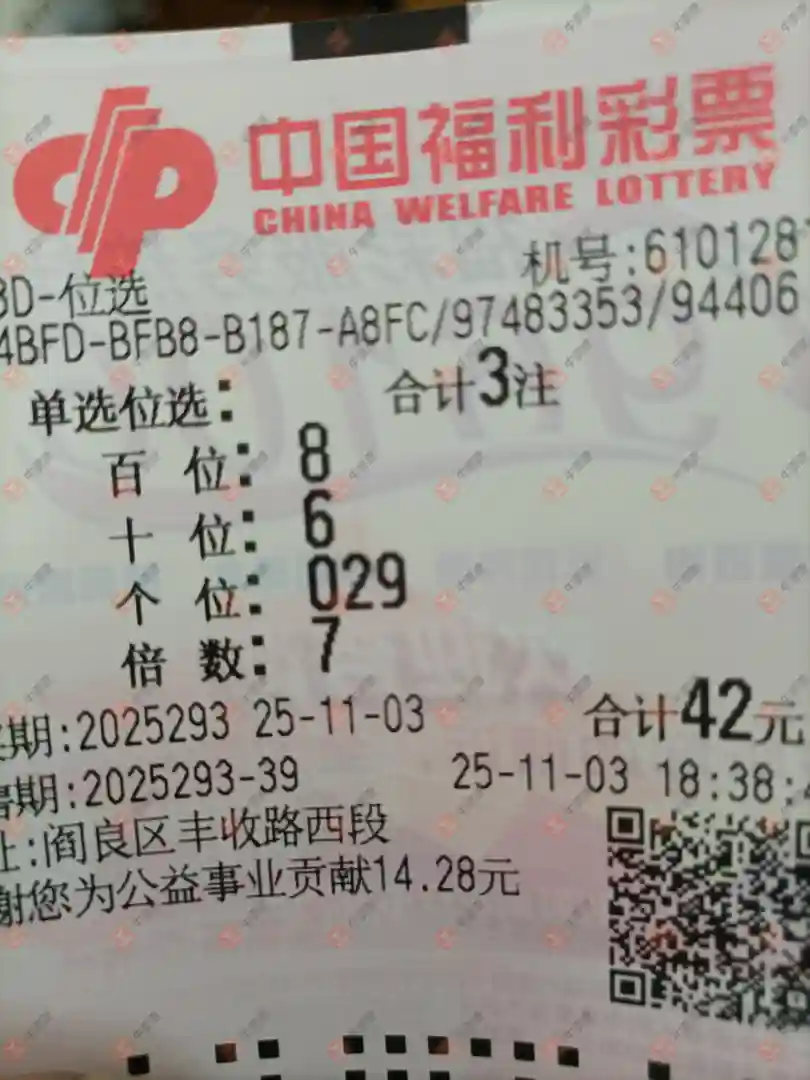 中国福利彩票
CHINA WELFARE LOTTERY
机号:6101287
3D-位选
4BFD-BFB8-B187-A8FC/97483353/94406
单选位选: 合计3注
百 位: 8
十 位: 6
个 位: 029
倍 数: 7
期:2025293 25-11-03 合计42元
期:2025293-39 25-11-03 18:38:
址:阎良区丰收路西段
谢您为公益事业贡献14.28元